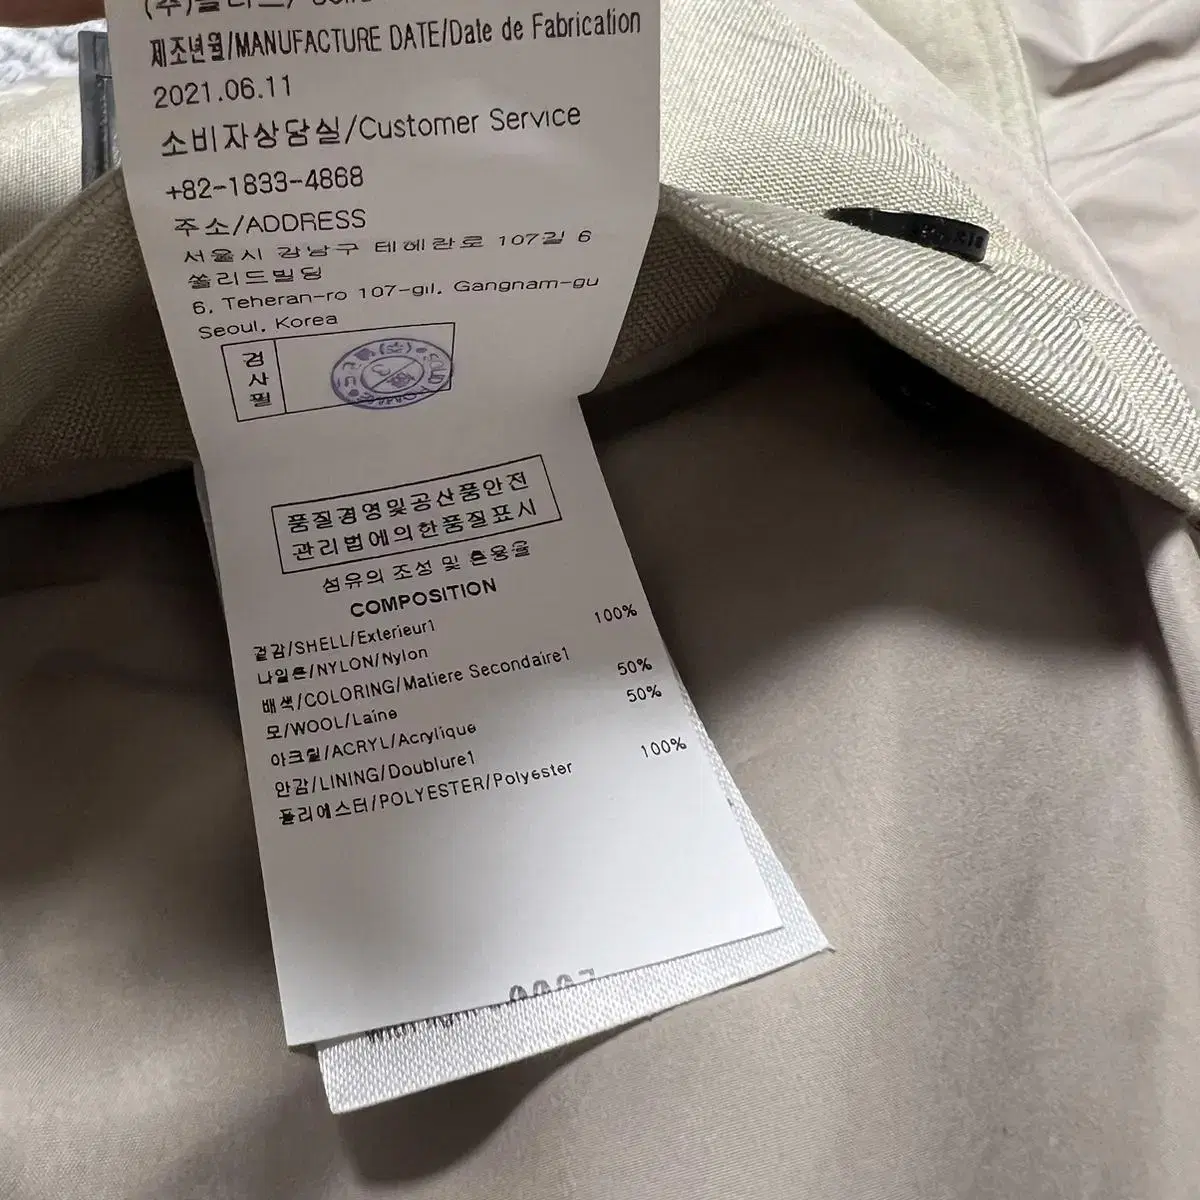 제조년월/MANUFACTURE DATE/Date de Fabrication
2021.06.11
소비자상담실/Customer Service
+82-1833-4868
주소/ADDRESS
서울시 강남구 테헤란로 107길 6
쏠리드빌딩
6, Teheran-ro 107-gil, Gangnam-gu
Seoul, Korea
검사필
SOLID
품질경영및공산품안전
관리법에의한품질표시
섬유의 조성 및 혼용율
COMPOSITION
겉감/SHELL/Exterieur1
나일론/NYLON/Nylon 100%
배색/COLORING/Matiere Secondaire1
모/WOOL/Laine 50%
아크릴/ACRYL/Acrylique 50%
안감/LINING/Doublure1
폴리에스터/POLYESTER/Polyester 100%